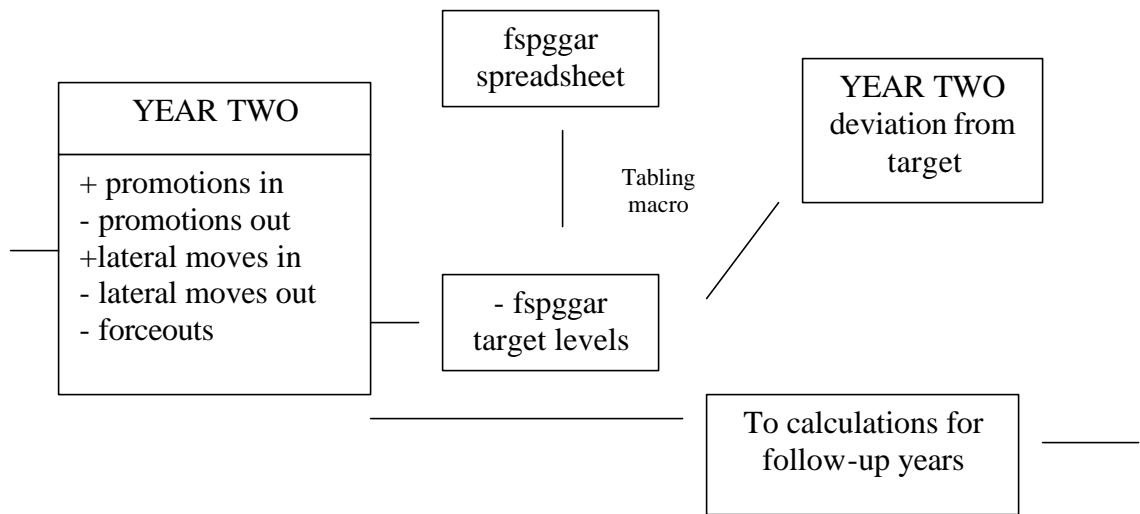 fspggar
spreadsheet
YEAR TWO
+ promotions in
- promotions out
+lateral moves in
- lateral moves out
- forceouts
Tabling
macro
YEAR TWO
deviation from
target
- fspggar
target levels
To calculations for
follow-up years